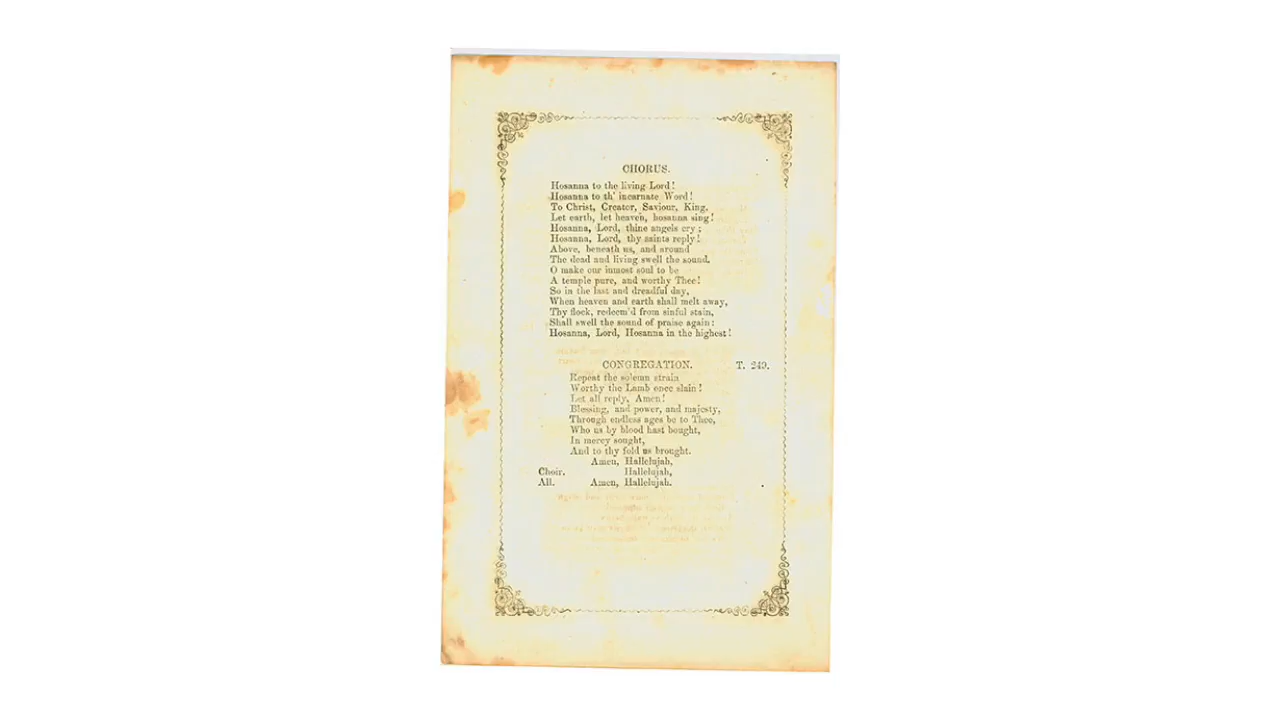 CHORUS.
Hosanna to the living Lord!
Hosanna to th' incarnate Word!
To Christ, Creator, Saviour, King.
Let earth, let heaven, hosanna sing!
Hosanna, Lord, thine angels cry;
Hosanna, Lord, thy saints reply!
Above, beneath us, and around
The dead and living swell the sound.
O make our inmost soul to be
A temple pure, and worthy Thee!
So in the last and dreadful day,
When heaven and earth shall melt away,
Thy flock, redeem'd from sinful stain,
Shall swell the sound of praise again:
Hosanna, Lord, Hosanna in the highest!
CONGREGATION. T. 249.
Repeat the solemn strain
Worthy the Lamb once slain!
Let all reply, Amen!
Blessing, and power, and majesty,
Through endless ages be to Thee,
Who us by blood hast bought,
In mercy sought,
And to thy fold us brought.
Amen, Hallelujah,
Choir. Hallelujah,
All. Amen, Hallelujah.